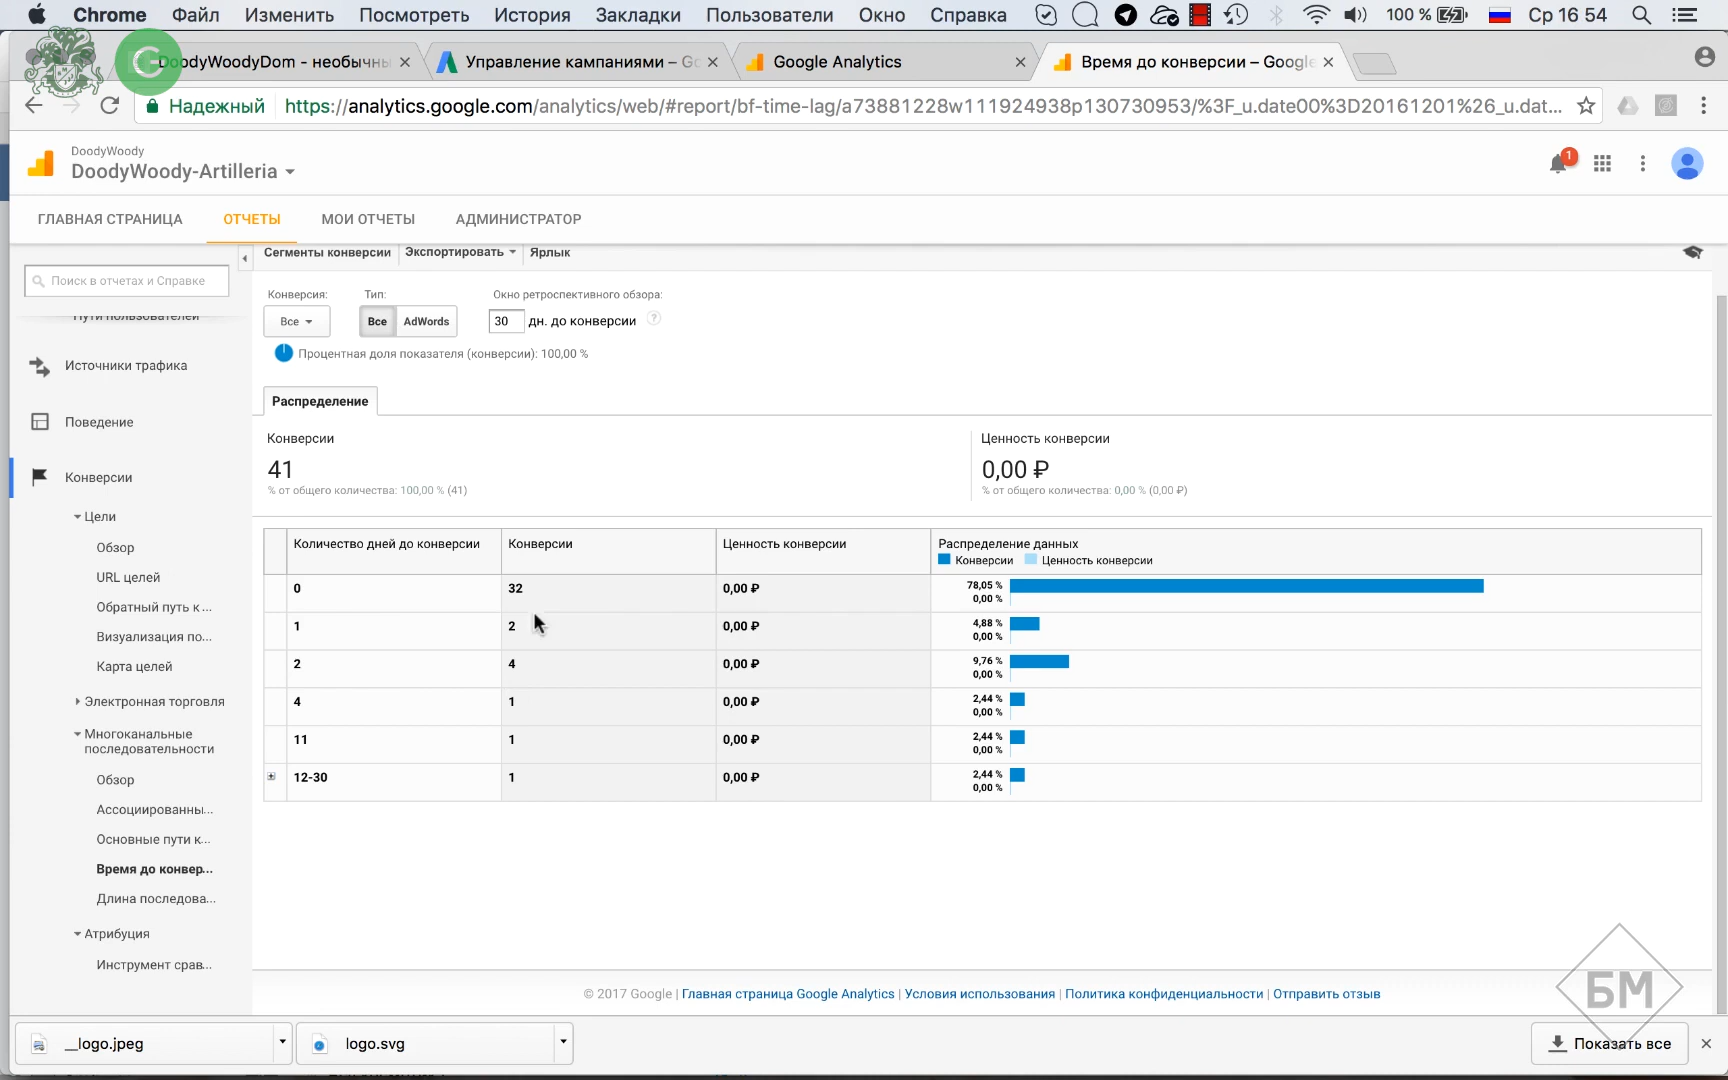 Chrome Файл Изменить Посмотреть История Закладки Пользователи Окно Справка 100 % Ср 16 54
DoodyWoodyDom - необычны Управление кампаниями – Go Google Analytics Время до конверсии – Google
Надежный https://analytics.google.com/analytics/web/#report/bf-time-lag/a73881228w111924938p130730953/%3F_u.date00%3D20161201%26_u.dat...
DoodyWoody
DoodyWoody-Artilleria
1
ГЛАВНАЯ СТРАНИЦА ОТЧЕТЫ МОИ ОТЧЕТЫ АДМИНИСТРАТОР
Сегменты конверсии Экспортировать Ярлык
Поиск в отчетах и Справке
Пути пользователей
Источники трафика
Поведение
Конверсии
Цели
Обзор
URL целей
Обратный путь к ...
Визуализация по...
Карта целей
Электронная торговля
Многоканальные
последовательности
Обзор
Ассоциированны...
Основные пути к...
Время до конвер...
Длина последова...
Атрибуция
Инструмент срав...
Конверсия: Тип: Окно ретроспективного обзора:
Все Все AdWords 30 дн. до конверсии ?
Процентная доля показателя (конверсии): 100,00 %
Распределение
Конверсии
41
% от общего количества: 100,00 % (41)
Ценность конверсии
0,00 ₽
% от общего количества: 0,00 % (0,00 ₽)
Количество дней до конверсии Конверсии Ценность конверсии Распределение данных
Конверсии Ценность конверсии
0 32 0,00 ₽ 78,05 %
0,00 %
1 2 0,00 ₽ 4,88 %
0,00 %
2 4 0,00 ₽ 9,76 %
0,00 %
4 1 0,00 ₽ 2,44 %
0,00 %
11 1 0,00 ₽ 2,44 %
0,00 %
12-30 1 0,00 ₽ 2,44 %
0,00 %
© 2017 Google | Главная страница Google Analytics | Условия использования | Политика конфиденциальности | Отправить отзыв
БМ
__logo.jpeg logo.svg Показать все